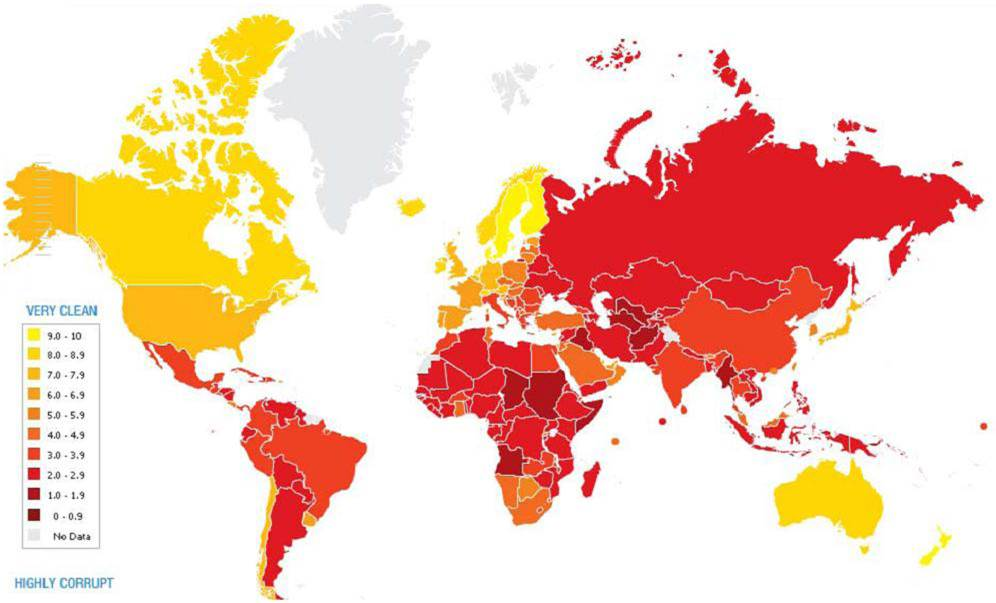 VERY CLEAN
9.0 - 10
8.0 - 8.9
7.0 - 7.9
6.0 - 6.9
5.0 - 5.9
4.0 - 4.9
3.0 - 3.9
2.0 - 2.9
1.0 - 1.9
0 - 0.9
No Data
HIGHLY CORRUPT